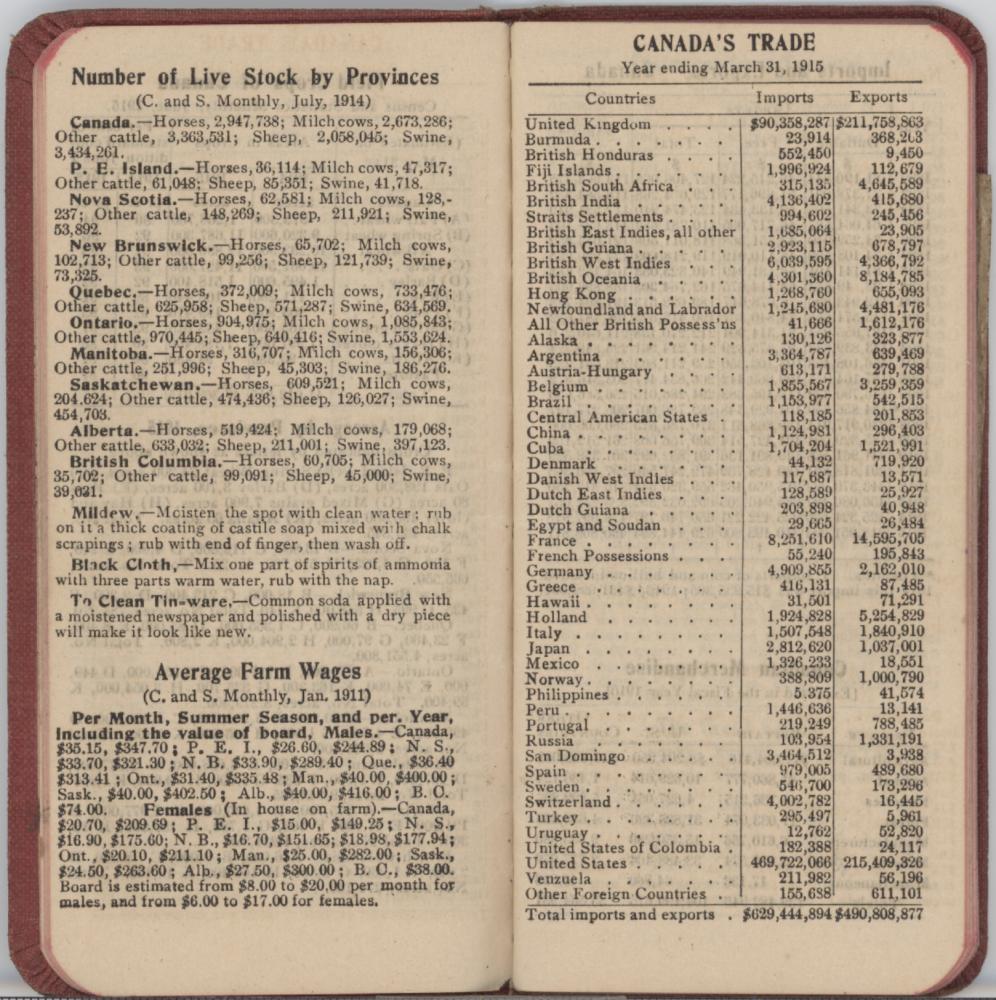 Number of Live Stock by Provinces
(C. and S. Monthly, July, 1914)
Canada.—Horses, 2,947,738; Milch cows, 2,673,286;
Other cattle, 3,363,531; Sheep, 2,058,045; Swine,
3,434,261.
P. E. Island.—Horses, 36,114; Milch cows, 47,317;
Other cattle, 61,048; Sheep, 85,351; Swine, 41,718.
Nova Scotia.—Horses, 62,581; Milch cows, 128,-
237; Other cattle, 148,269; Sheep, 211,921; Swine,
53,892.
New Brunswick.—Horses, 65,702; Milch cows,
102,713; Other cattle, 99,256; Sheep, 121,739; Swine,
73,325.
Quebec.—Horses, 372,009; Milch cows, 733,476;
Other cattle, 625,958; Sheep, 571,287; Swine, 634,569.
Ontario.—Horses, 904,975; Milch cows, 1,085,843;
Other cattle, 970,445; Sheep, 640,416; Swine, 1,553,624.
Manitoba.—Horses, 316,707; Milch cows, 156,306;
Other cattle, 251,996; Sheep, 45,303; Swine, 186,276.
Saskatchewan.—Horses, 609,521; Milch cows,
204.624; Other cattle, 474,436; Sheep, 126,027; Swine,
454,703.
Alberta.—Horses, 519,424; Milch cows, 179,068;
Other cattle, 633,032; Sheep, 211,001; Swine, 397,123.
British Columbia.—Horses, 60,705; Milch cows,
35,702; Other cattle, 99,091; Sheep, 45,000; Swine,
39,031.
Mildew.—Moisten the spot with clean water; rub
on it a thick coating of castile soap mixed with chalk
scrapings; rub with end of finger, then wash off.
Black Cloth,—Mix one part of spirits of ammonia
with three parts warm water, rub with the nap.
To Clean Tin-ware.—Common soda applied with
a moistened newspaper and polished with a dry piece
will make it look like new.
Average Farm Wages
(C. and S. Monthly, Jan. 1911)
Per Month, Summer Season, and per. Year,
Including the value of board, Males.—Canada,
$35.15, $347.70; P. E. I., $26.60, $244.89; N. S.,
$33.70, $321.30; N. B. $33.90, $289.40; Que., $36.40
$313.41; Ont., $31.40, $335.48; Man., $40.00, $400.00;
Sask., $40.00, $402.50; Alb., $40.00, $416.00; B. C.
$74.00. Females (In house on farm).—Canada,
$20.70, $209.69; P. E. I., $15.00, $149.25; N. S.,
$16.90, $175.60; N. B., $16.70, $151.65; $18.98, $177.94;
Ont., $20.10, $211.10; Man., $25.00, $282.00; Sask.,
$24.50, $263.60; Alb., $27.50, $300.00; B. C., $38.00.
Board is estimated from $8.00 to $20,00 per month for
males, and from $6.00 to $17.00 for females.
CANADA'S TRADE
Year ending March 31, 1915
Countries Imports Exports
United Kingdom . . . . $90,358,287 $211,758,863
Bermuda . . . . . . . 23,914 368,203
British Honduras . . . . 552,450 9,450
Fiji Islands . . . . . . 1,996,924 112,679
British South Africa . . . 315,135 4,645,589
British India . . . . . 4,136,402 415,680
Straits Settlements . . . . 994,602 245,456
British East Indies, all other 1,685,064 23,905
British Guiana . . . . . 2,923,115 678,797
British West Indies . . . 6,039,595 4,366,792
British Oceania . . . . . 4,301,360 8,184,785
Hong Kong . . . . . 1,268,760 655,093
Newfoundland and Labrador 1,245,680 4,481,176
All Other British Possess'ns 41,666 1,612,176
Alaska . . . . . . . . 130,126 323,877
Argentina . . . . . . 3,364,787 639,469
Austria-Hungary . . . . 613,171 279,788
Belgium . . . . . . . 1,855,567 3,259,359
Brazil . . . . . . . . 1,153,977 542,515
Central American States . 118,185 201,853
China . . . . . . . . 1,124,981 296,403
Cuba . . . . . . . 1,704,204 1,521,991
Denmark . . . . . . 44,132 719,920
Danish West Indies . . . 117,687 13,571
Dutch East Indies . . . . 128,589 25,927
Dutch Guiana . . . . . 203,898 40,948
Egypt and Soudan . . . 29,665 26,484
France . . . . . . . 8,251,610 14,595,705
French Possessions . . . . 55,240 195,843
Germany . . . . . . 4,909,855 2,162,010
Greece . . . . . . . 416,131 87,485
Hawaii . . . . . . . . 31,501 71,291
Holland . . . . . . . 1,924,828 5,254,829
Italy . . . . . . . . 1,507,548 1,840,910
Japan . . . . . . . 2,812,620 1,037,001
Mexico . . . . . . . 1,326,233 18,551
Norway . . . . . . . 388,809 1,000,790
Philippines . . . . . . 5.375 41,574
Peru . . . . . . . . 1,446,636 13,141
Portugal . . . . . . 219,249 788,485
Russia . . . . . . . 103,954 1,331,191
San Domingo . . . . . 3,464,512 3,938
Spain . . . . . . . . 979,005 489,680
Sweden . . . . . . . 546,700 173,296
Switzerland . . . . . . 4,002,782 16,445
Turkey . . . . . . . 295,497 5,961
Uruguay . . . . . . . 12,762 52,820
United States of Colombia . 182,388 24,117
United States . . . . . 469,722,066 215,409,326
Venzuela . . . . . . 211,982 56,196
Other Foreign Countries . . 155,638 611,101
Total imports and exports . $629,444,894 $490,808,877